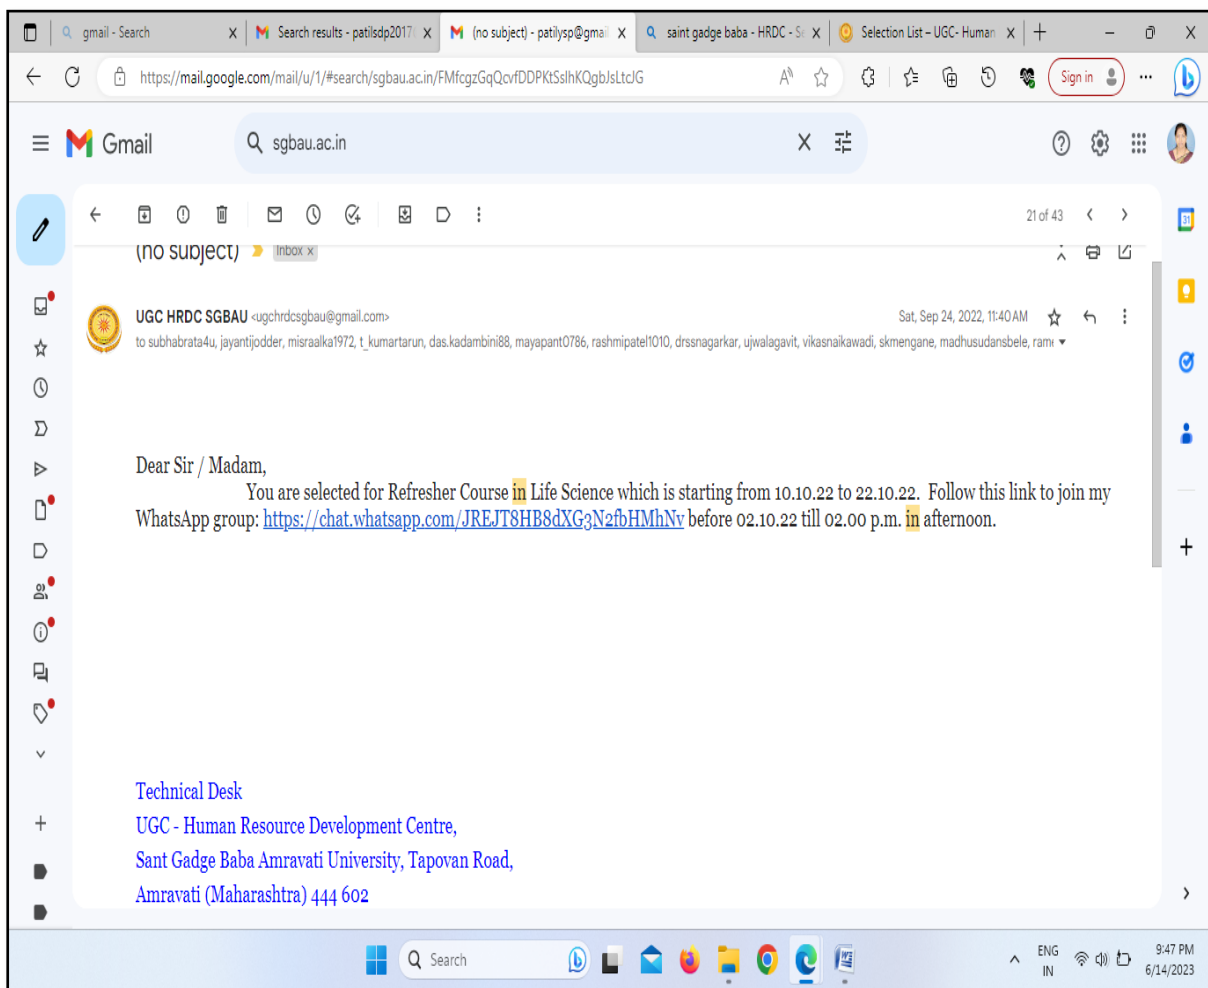 gmail - Search
Search results - patilsdp2017
(no subject) - patilysp@gmail
saint gadge baba - HRDC - Se
Selection List – UGC- Human
https://mail.google.com/mail/u/1/#search/sgbau.ac.in/FMfcgzGqQcvfDDPKtSslhKQgbJsLtcJG
Sign in
Gmail
sgbau.ac.in
21 of 43
31
(no subject)
Inbox x
UGC HRDC SGBAU <ugchrdcsgbau@gmail.com>
Sat, Sep 24, 2022, 11:40 AM
to subhabrata4u, jayantijodder, misraalka1972, t_kumartarun, das.kadambini88, mayapant0786, rashmipatel1010, drssnagarkar, ujwalagavit, vikasnaikawadi, skmengane, madhusudansbele, rame
Dear Sir / Madam,
You are selected for Refresher Course in Life Science which is starting from 10.10.22 to 22.10.22. Follow this link to join my
WhatsApp group: https://chat.whatsapp.com/JREJT8HB8dXG3N2fbHMhNv before 02.10.22 till 02.00 p.m. in afternoon.
Technical Desk
UGC - Human Resource Development Centre,
Sant Gadge Baba Amravati University, Tapovan Road,
Amravati (Maharashtra) 444 602
Search
ENG
IN
9:47 PM
6/14/2023